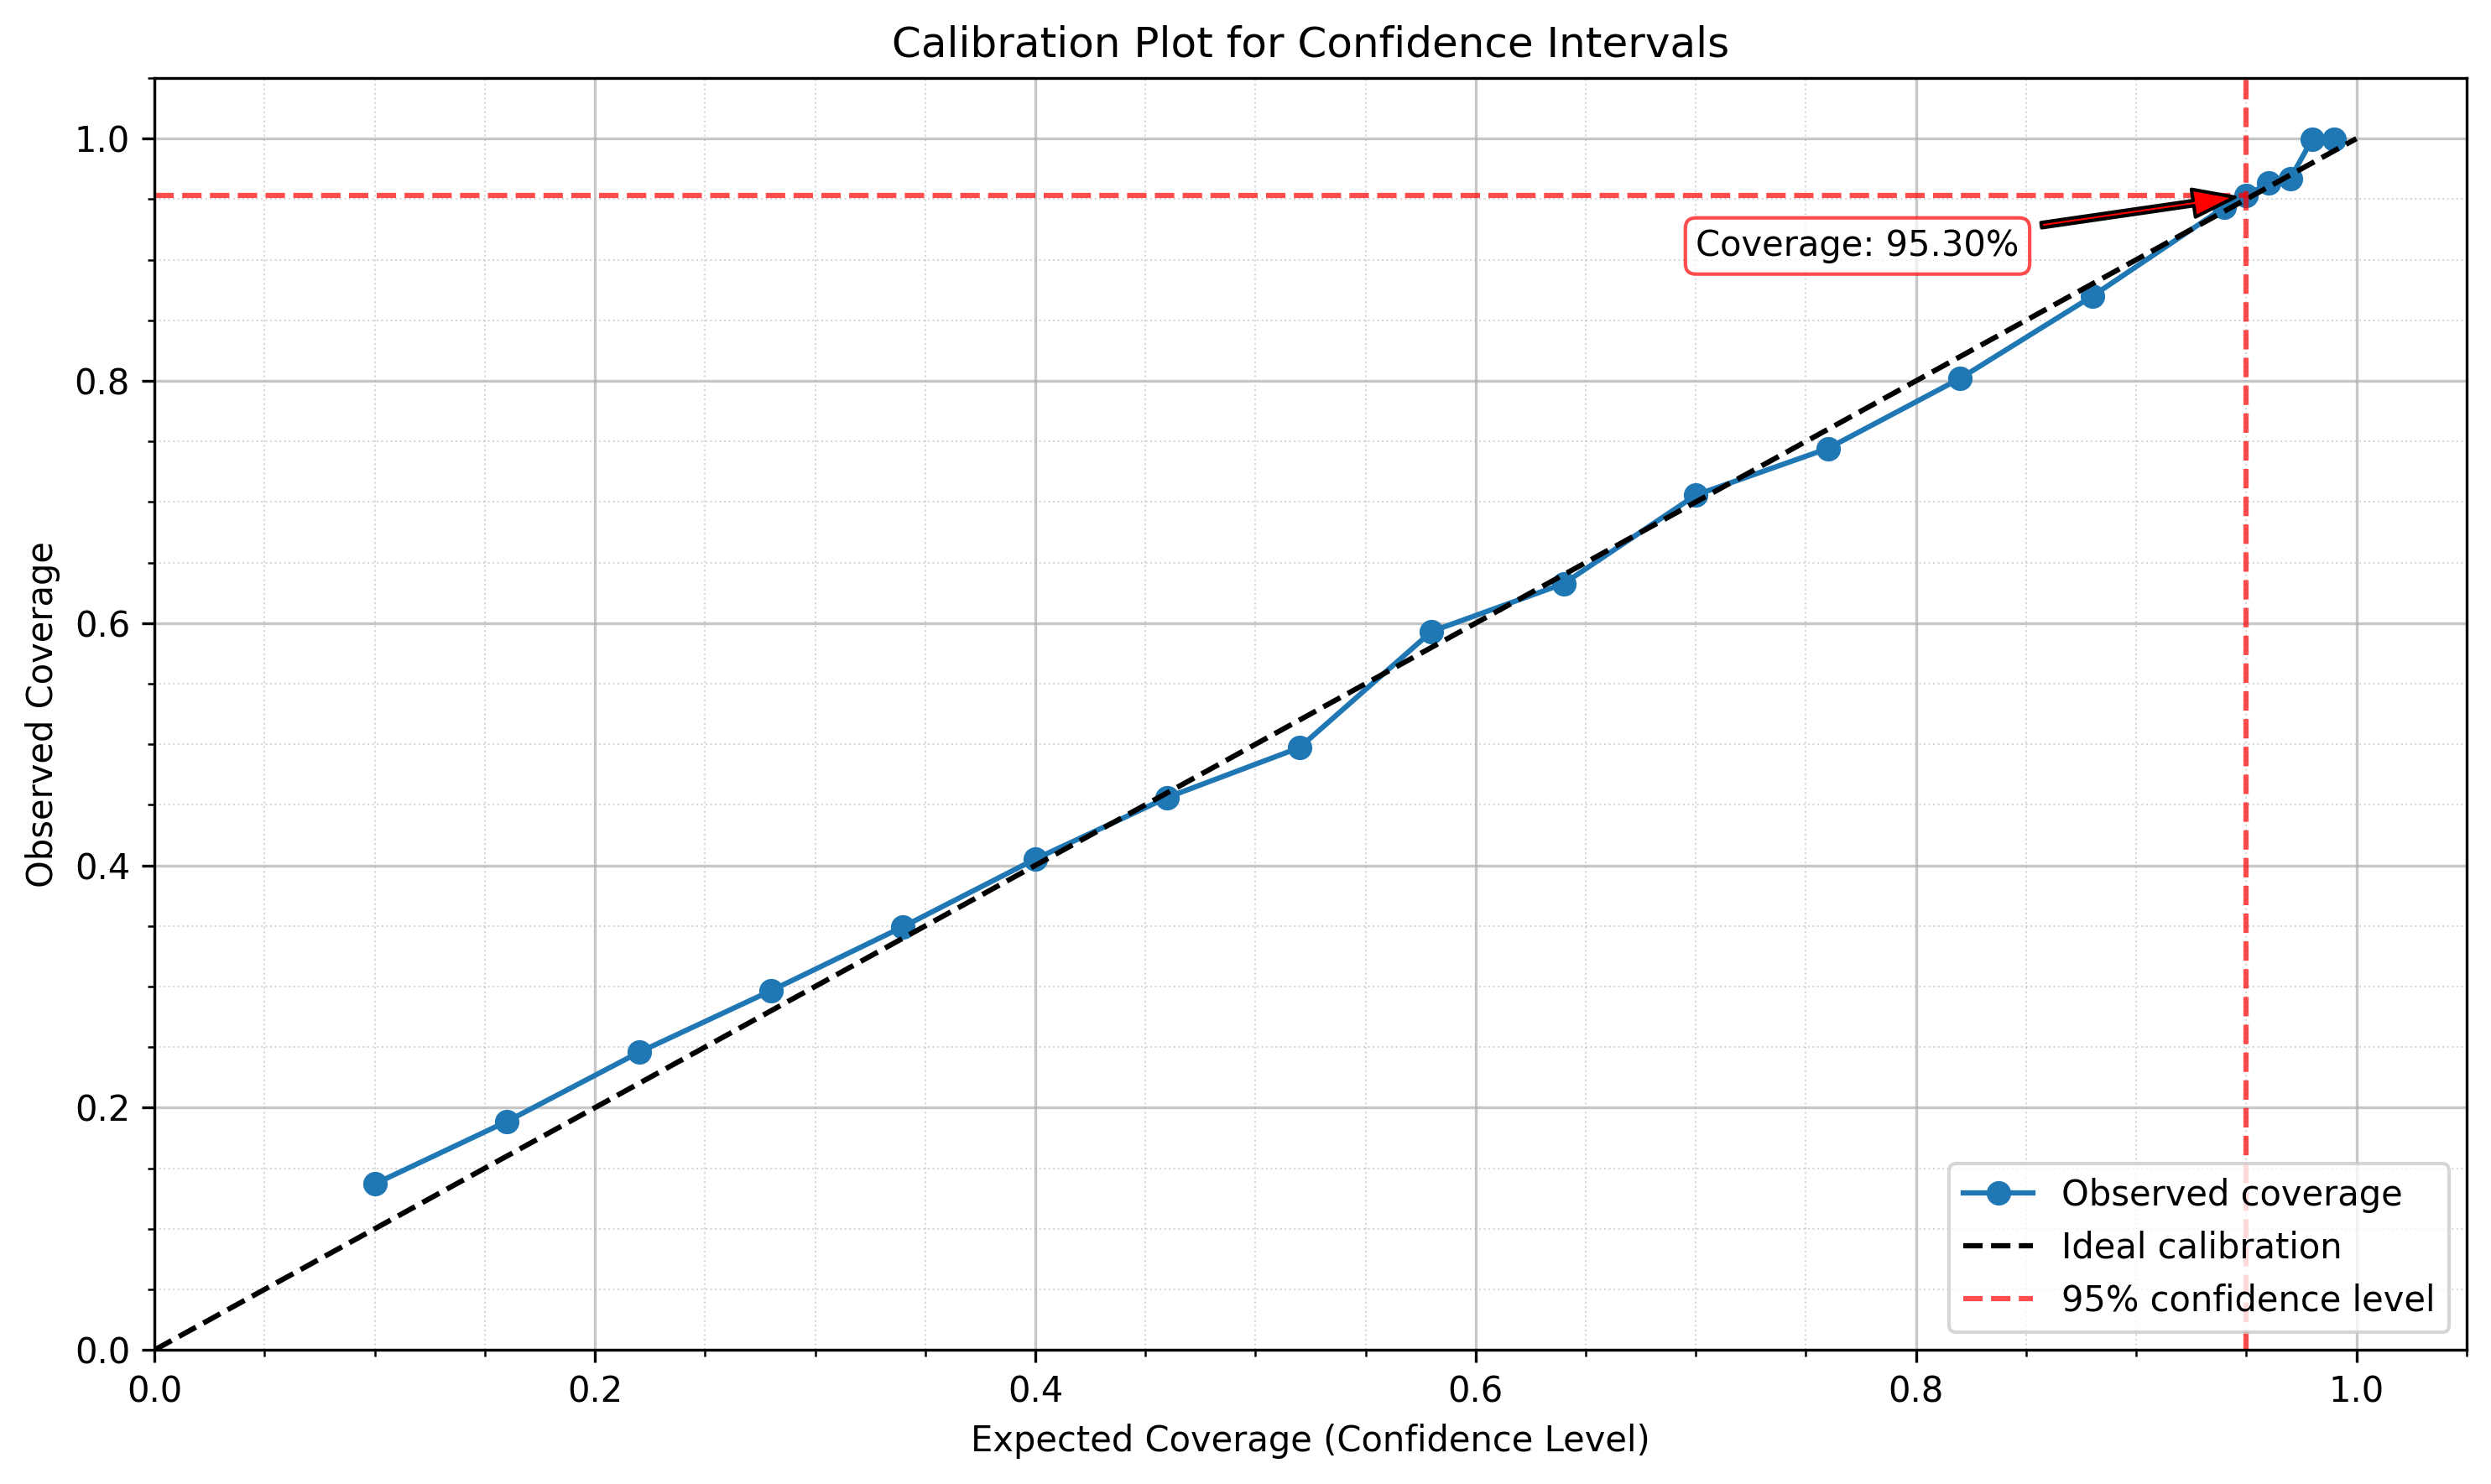 Calibration Plot for Confidence Intervals
Observed Coverage
1.0
0.8
0.6
0.4
0.2
0.0
Coverage: 95.30%
Observed coverage
Ideal calibration
95% confidence level
0.0 0.2 0.4 0.6 0.8 1.0
Expected Coverage (Confidence Level)